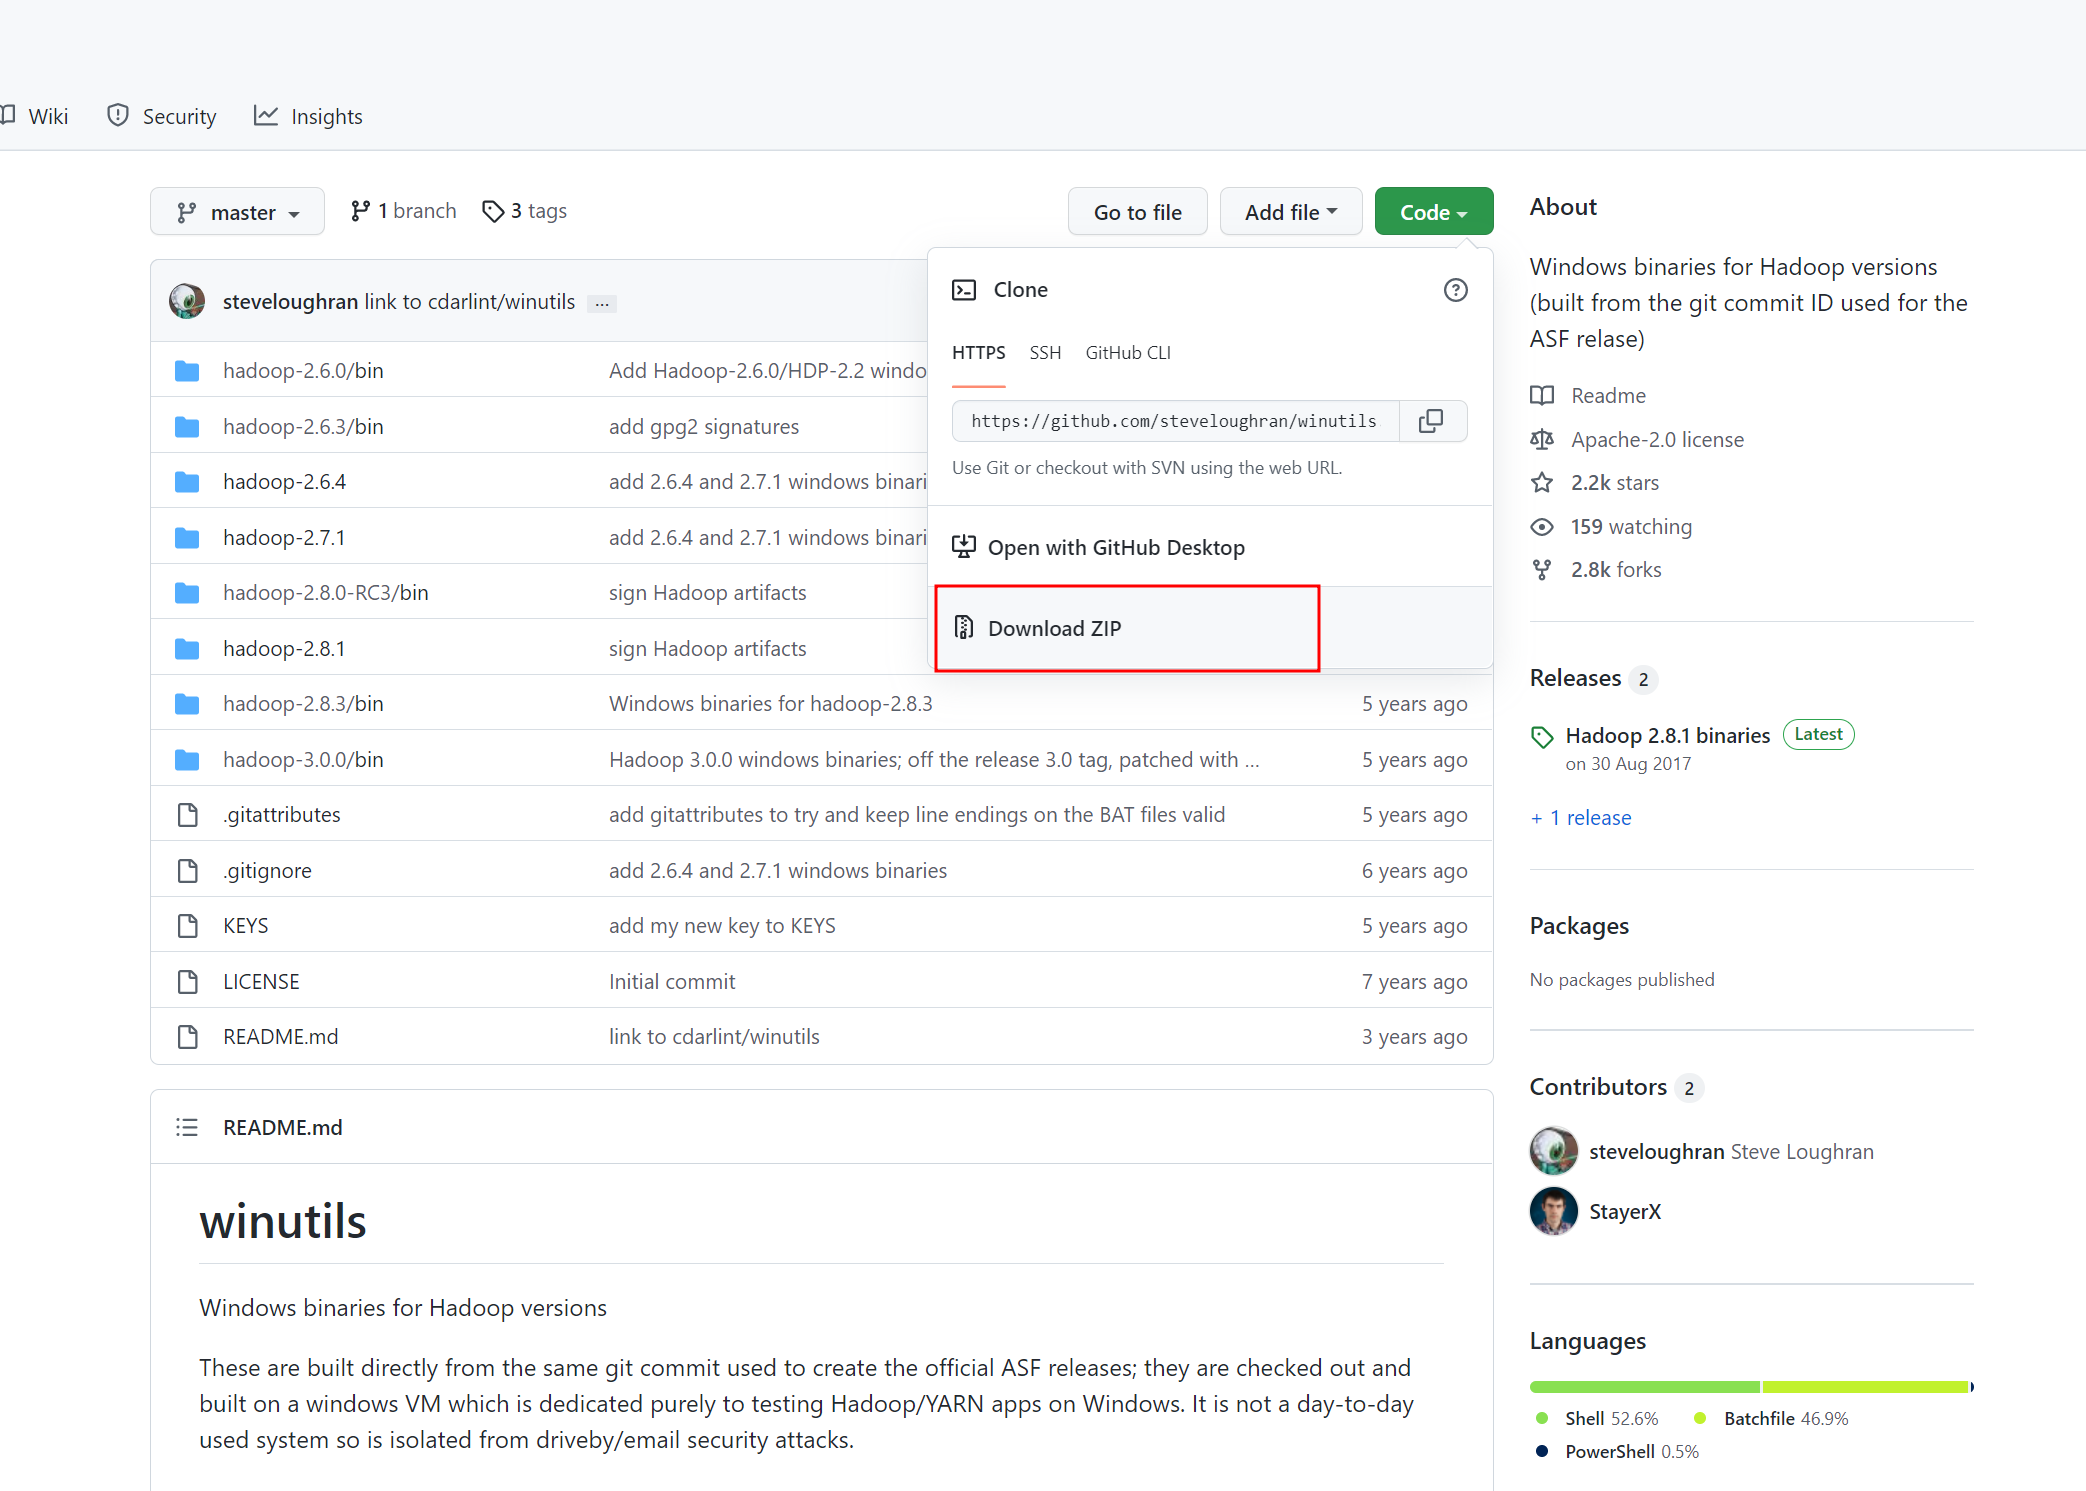 Wiki Security Insights
master 1 branch 3 tags Go to file Add file Code
steveloughran link to cdarlint/winutils ...
hadoop-2.6.0/bin Add Hadoop-2.6.0/HDP-2.2 windo
hadoop-2.6.3/bin add gpg2 signatures
hadoop-2.6.4 add 2.6.4 and 2.7.1 windows binari
hadoop-2.7.1 add 2.6.4 and 2.7.1 windows binari
hadoop-2.8.0-RC3/bin sign Hadoop artifacts
hadoop-2.8.1 sign Hadoop artifacts
hadoop-2.8.3/bin Windows binaries for hadoop-2.8.3 5 years ago
hadoop-3.0.0/bin Hadoop 3.0.0 windows binaries; off the release 3.0 tag, patched with ... 5 years ago
.gitattributes add gitattributes to try and keep line endings on the BAT files valid 5 years ago
.gitignore add 2.6.4 and 2.7.1 windows binaries 6 years ago
KEYS add my new key to KEYS 5 years ago
LICENSE Initial commit 7 years ago
README.md link to cdarlint/winutils 3 years ago
Clone
HTTPS SSH GitHub CLI
https://github.com/steveloughran/winutils
Use Git or checkout with SVN using the web URL.
Open with GitHub Desktop
Download ZIP
README.md
winutils
Windows binaries for Hadoop versions
These are built directly from the same git commit used to create the official ASF releases; they are checked out and
built on a windows VM which is dedicated purely to testing Hadoop/YARN apps on Windows. It is not a day-to-day
used system so is isolated from driveby/email security attacks.
About
Windows binaries for Hadoop versions
(built from the git commit ID used for the
ASF relase)
Readme
Apache-2.0 license
2.2k stars
159 watching
2.8k forks
Releases 2
Hadoop 2.8.1 binaries Latest
on 30 Aug 2017
+ 1 release
Packages
No packages published
Contributors 2
steveloughran Steve Loughran
StayerX
Languages
Shell 52.6% Batchfile 46.9%
PowerShell 0.5%